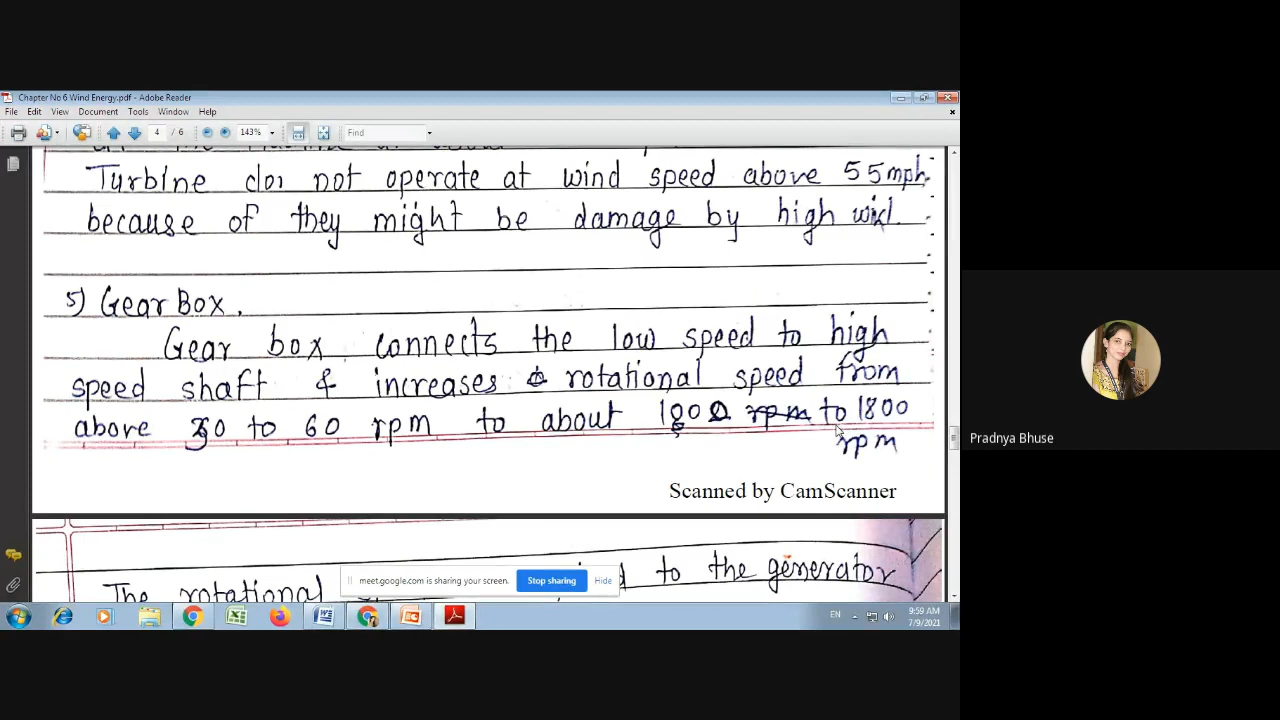 Chapter No 6 Wind Energy.pdf - Adobe Reader
File Edit View Document Tools Window Help
4 / 6 143% Find
Turbine not operate at wind speed above 55mph.
because of they might be damage by high
5) Gear Box.
Gear box connects the low speed to high
speed shaft & increases rotational speed from
above 30 to 60 rpm to about rpm to 1800
rpm
Scanned by CamScanner
to the generator
The rotational
meet.google.com is sharing your screen. Stop sharing Hide
Pradnya Bhuse
EN 9:59 AM
7/9/2021